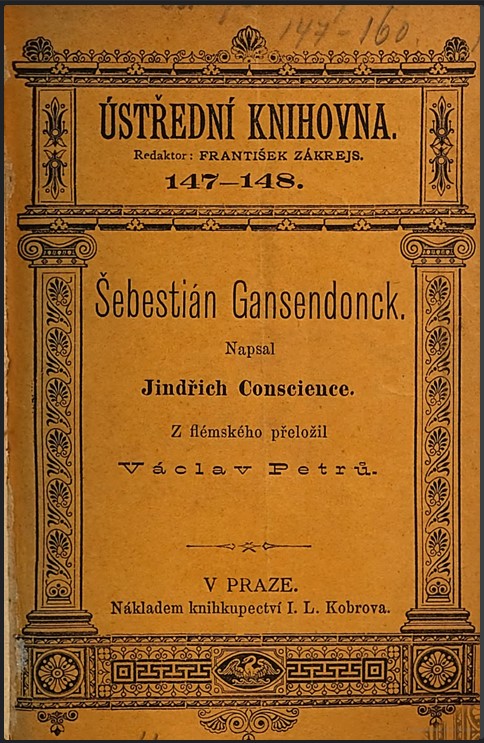 147-160
ÚSTŘEDNÍ KNIHOVNA.
Redaktor: FRANTIŠEK ZÁKREJS.
147—148.
Šebestián Gansendonck.
Napsal
Jindřich Conscience.
Z flémského přeložil
Václav Petrů.
V PRAZE.
Nákladem knihkupectví I. L. Kobrova.